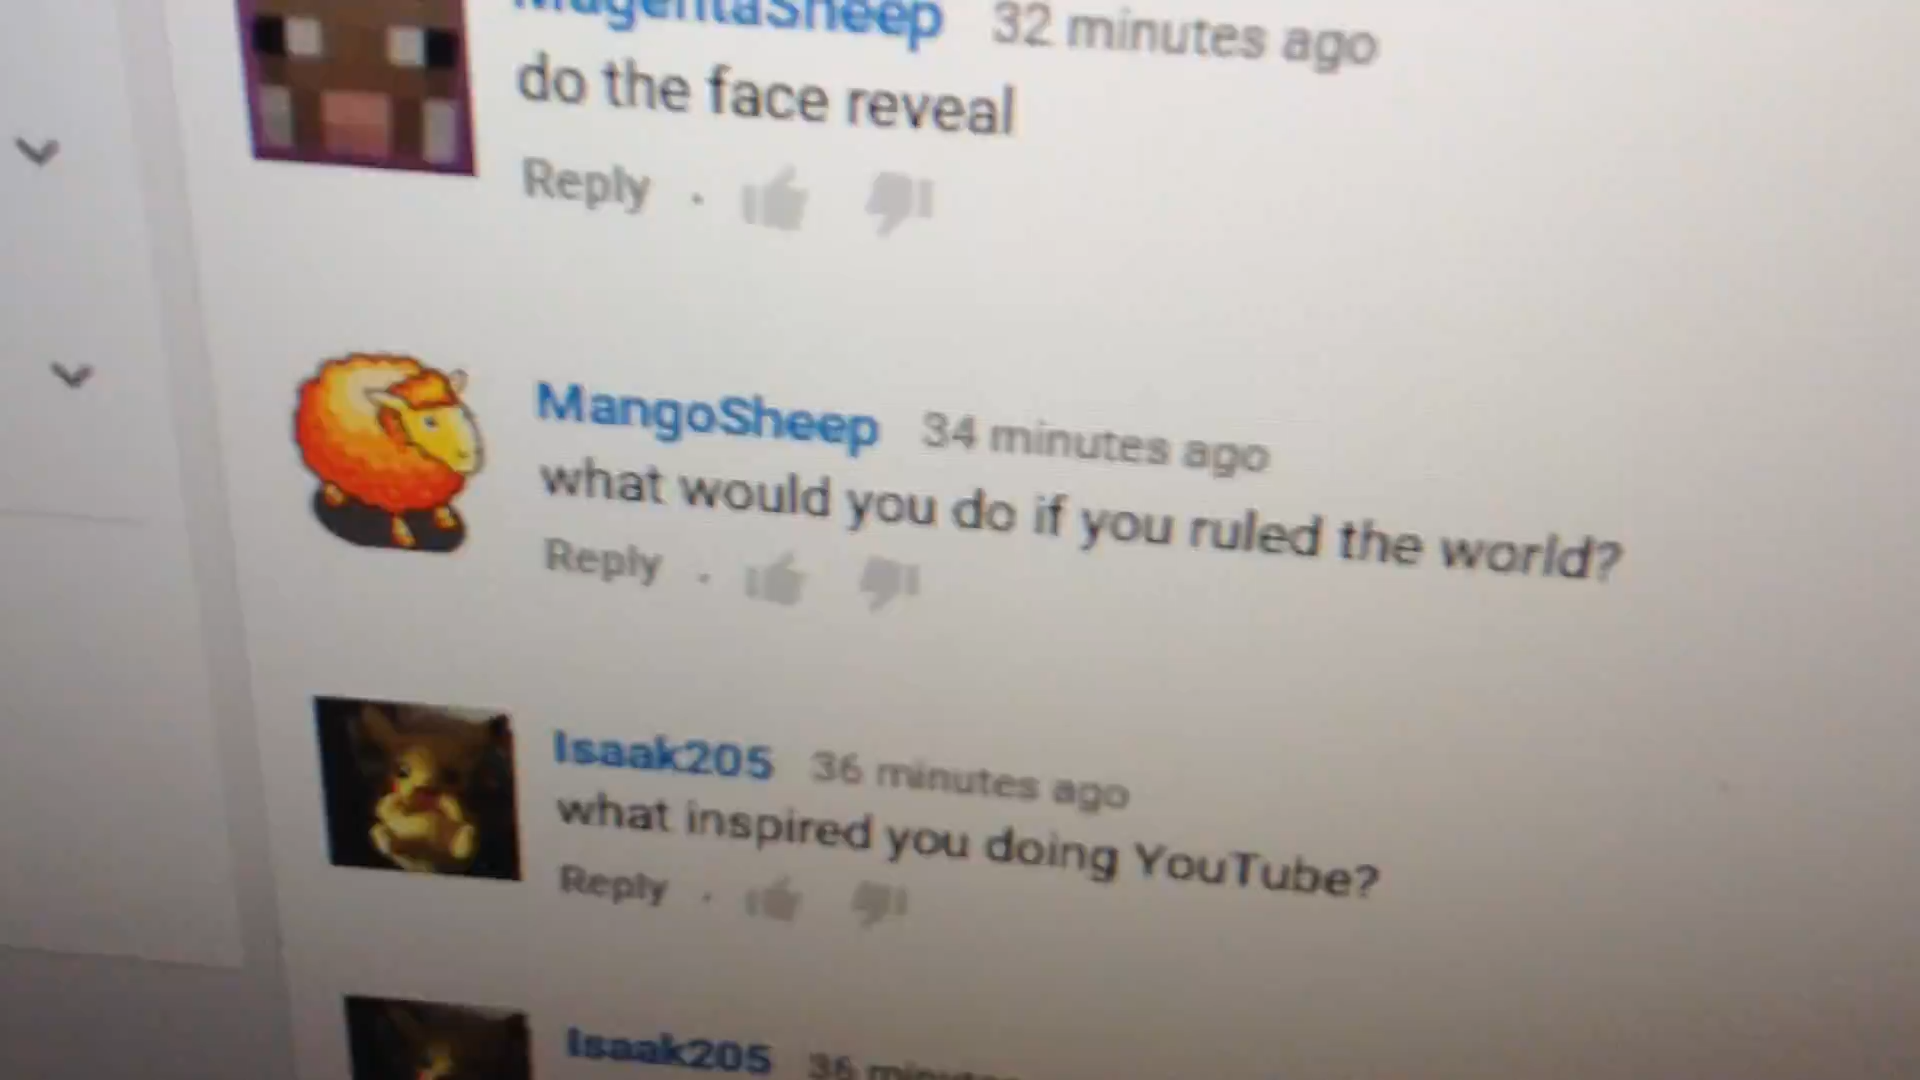 MagentaSheep 32 minutes ago
do the face reveal
Reply
MangoSheep 34 minutes ago
what would you do if you ruled the world?
Reply
Isaak205 36 minutes ago
what inspired you doing YouTube?
Reply
Isaak205 36 minutes